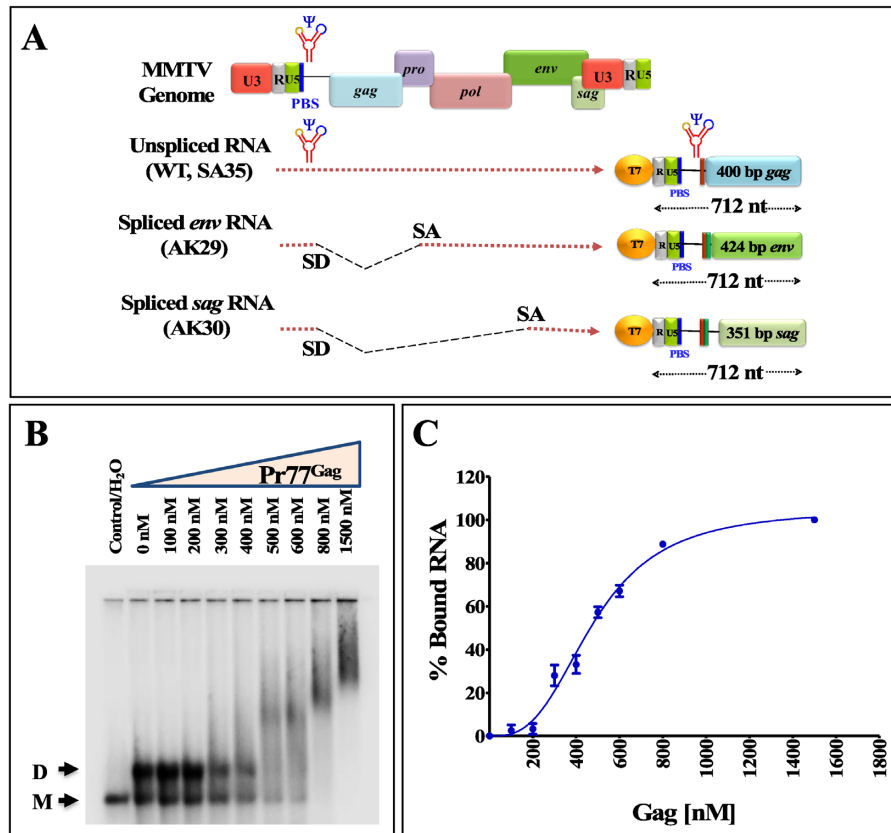 A
Ψ
MMTV
Genome
U3
R
U5
PBS
gag
pro
pol
env
sag
U3
R
U5
Unspliced RNA
(WT, SA35)
Ψ
Ψ
T7
R
U5
PBS
400 bp gag
712 nt
Spliced env RNA
(AK29)
SD
SA
T7
R
U5
PBS
424 bp env
712 nt
Spliced sag RNA
(AK30)
SD
SA
T7
R
U5
PBS
351 bp sag
712 nt
B
Pr77Gag
Control/H₂O
0 nM
100 nM
200 nM
300 nM
400 nM
500 nM
600 nM
800 nM
1500 nM
D
M
C
% Bound RNA
120
100
80
60
40
20
0
200
400
600
800
1000
1200
1400
1600
1800
Gag [nM]